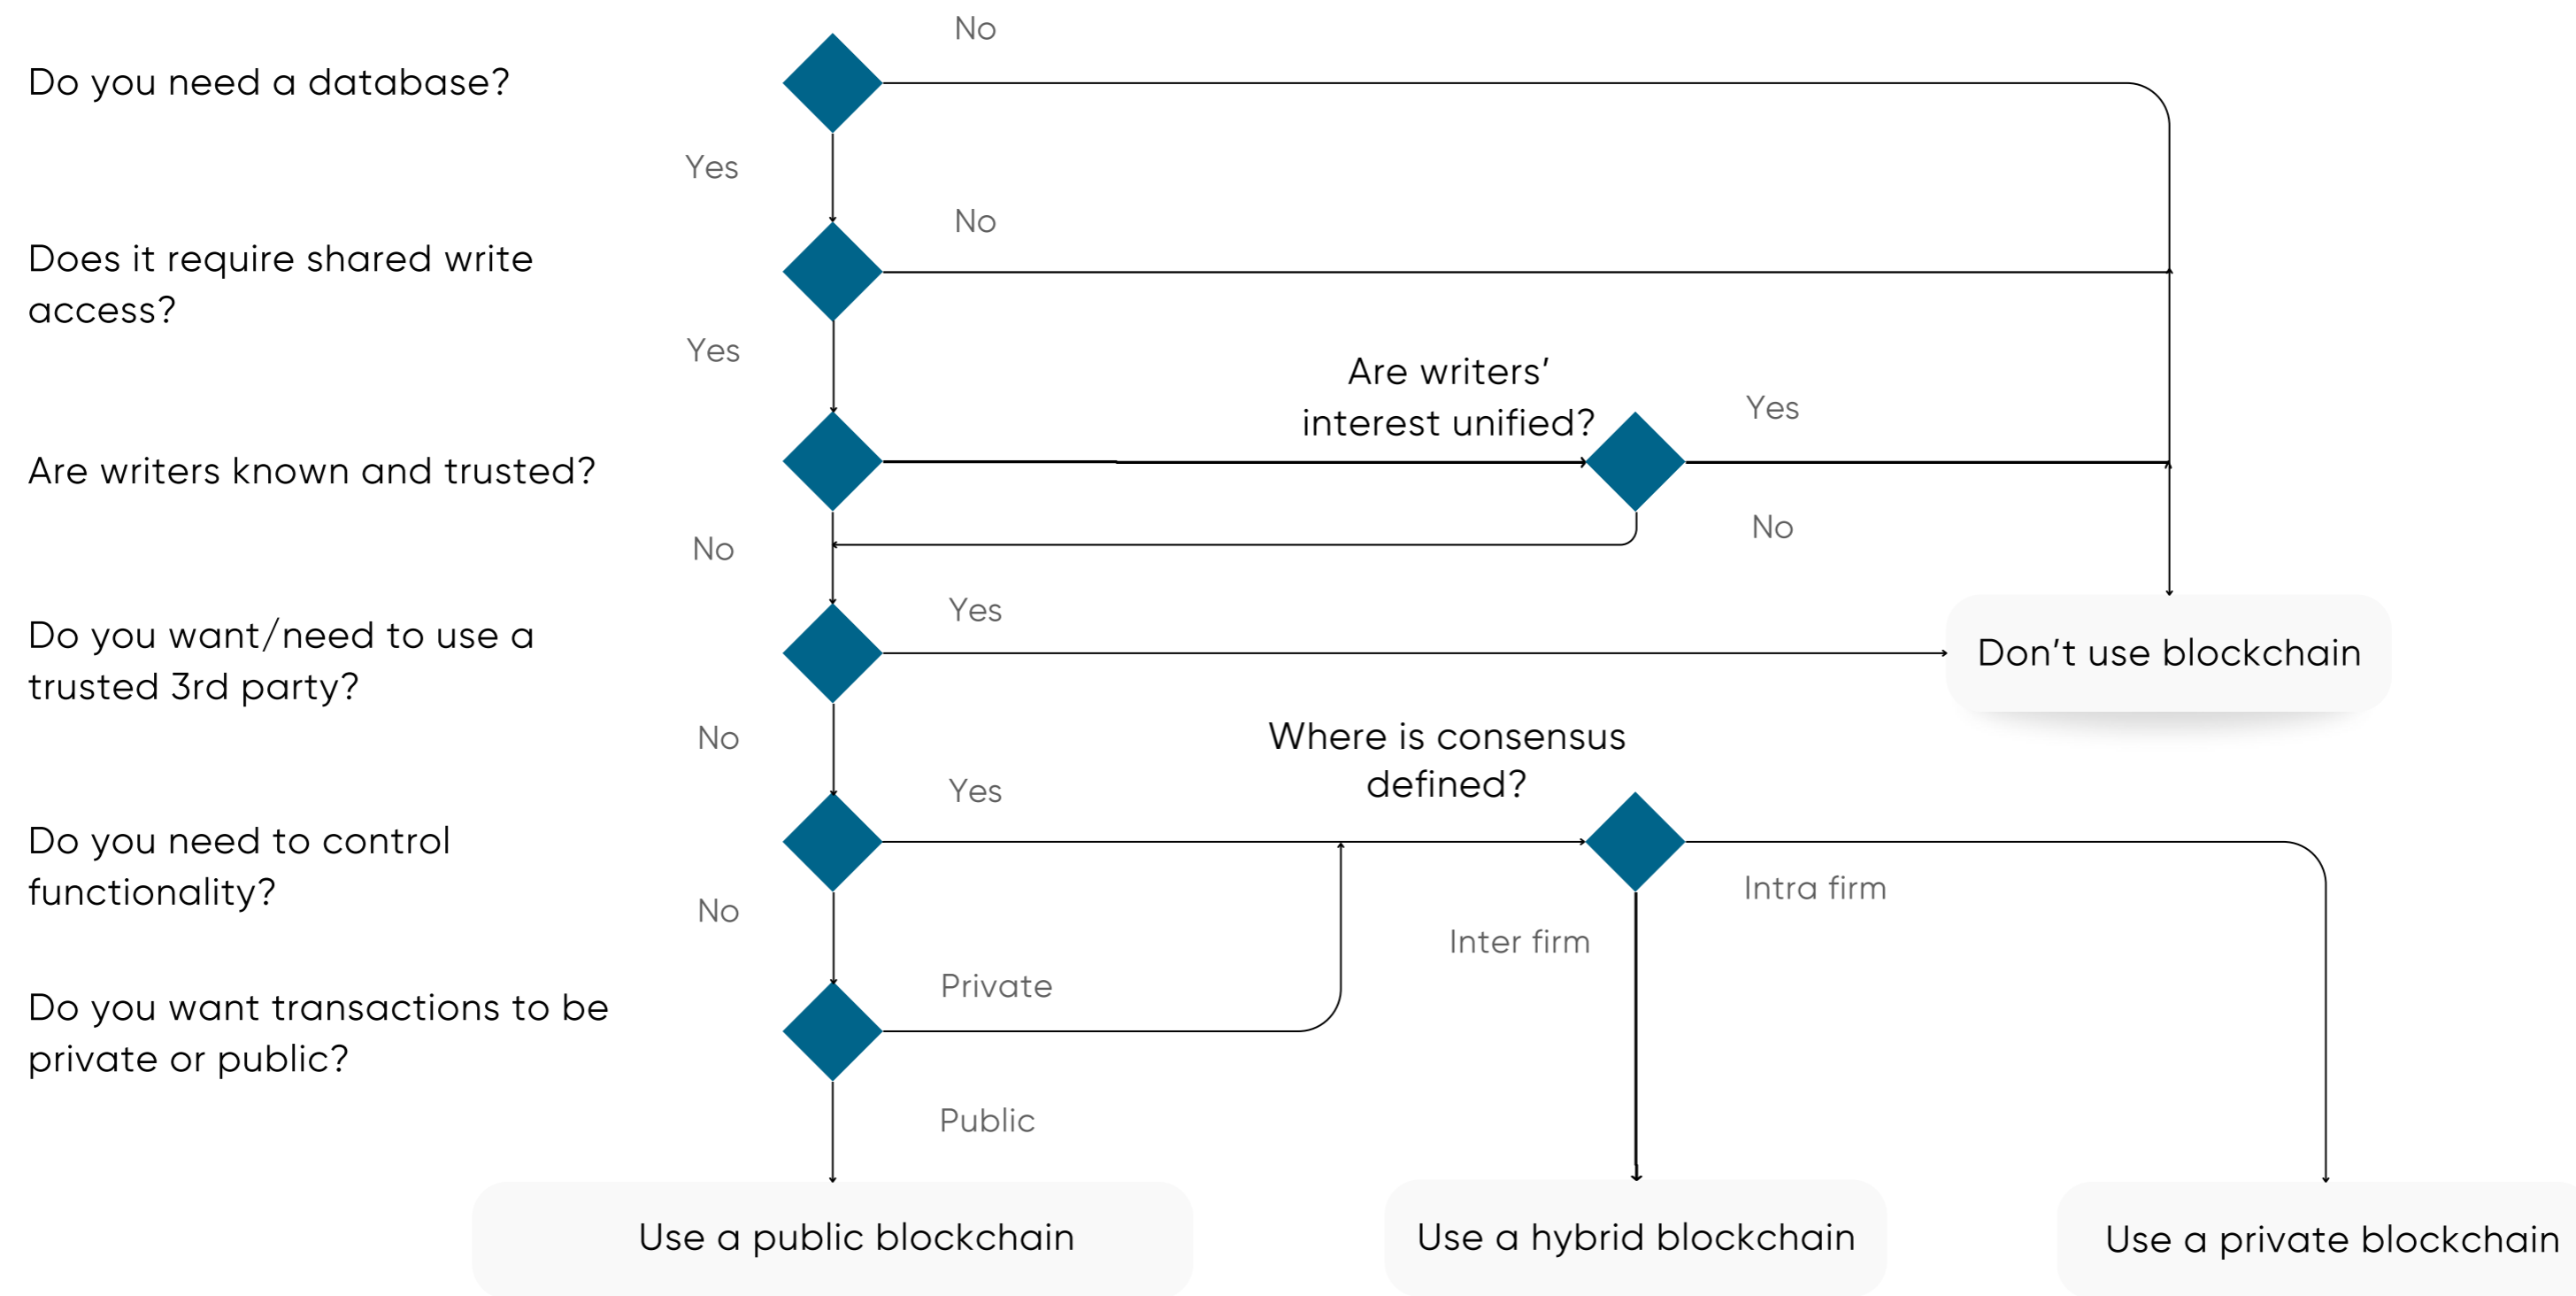 No
Do you need a database?
Yes
No
Does it require shared write
access?
Yes
Are writers’
interest unified?
Yes
Are writers known and trusted?
No
No
Yes
Do you want/need to use a
trusted 3rd party?
Don’t use blockchain
No
Where is consensus
defined?
Yes
Do you need to control
functionality?
Intra firm
No
Inter firm
Private
Do you want transactions to be
private or public?
Public
Use a public blockchain
Use a hybrid blockchain
Use a private blockchain